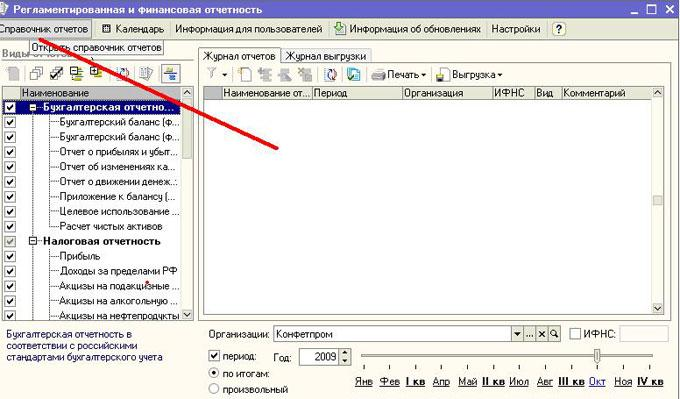 Регламентированная и финансовая отчетность
Справочник отчетов Календарь Информация для пользователей Информация об обновлениях Настройки ?
Открыть справочник отчетов
Виды
Журнал отчетов Журнал выгрузки
Печать Выгрузка
Наименование
Наименование от... Период Организация ИФНС Вид Комментарий
Бухгалтерская отчетно...
Бухгалтерский баланс (ф...
Бухгалтерский баланс (ф...
Отчет о прибылях и убыт...
Отчет об изменениях ка...
Отчет о движении денеж...
Приложение к балансу (...
Целевое использование ...
Расчет чистых активов
Налоговая отчетность
Прибыль
Доходы за пределами РФ
Акцизы на подакцизные ...
Акцизы на алкогольную ...
Акцизы на нефтепродукты
Бухгалтерская отчетность в
соответствии с российскими
стандартами бухгалтерского учета
Организации: Конфетпром ... x ИФНС:
период: Год: 2009
по итогам:
произвольный
Янв Фев I кв Апр Май II кв Июл Авг III кв Окт Ноя IV кв